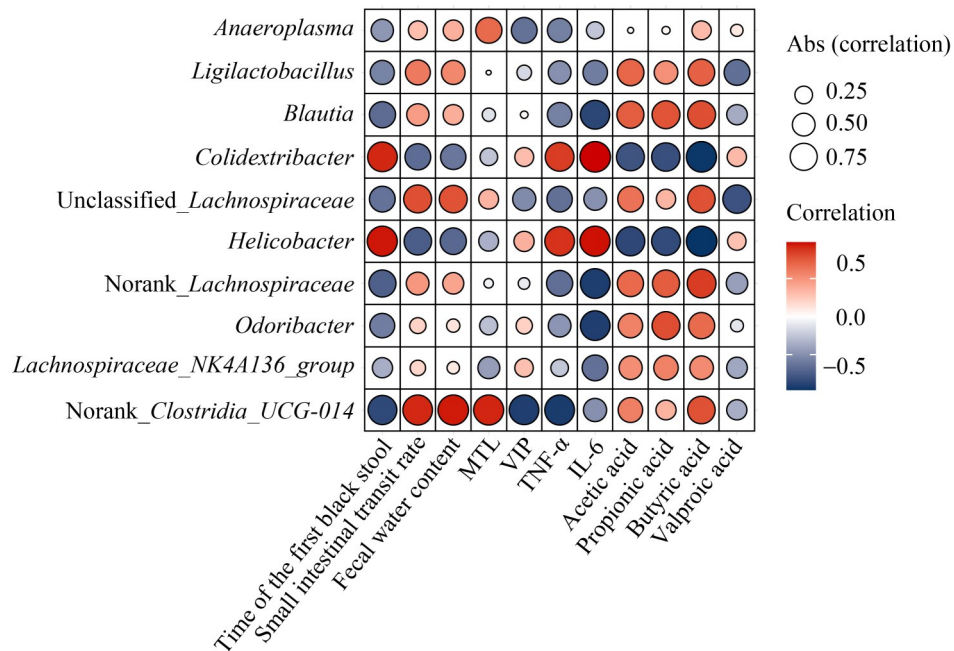 Anaeroplasma
Ligilactobacillus
Blautia
Colidextribacter
Unclassified_Lachnospiraceae
Helicobacter
Norank_Lachnospiraceae
Odoribacter
Lachnospiraceae_NK4A136_group
Norank_Clostridia_UCG-014
Time of the first black stool
Small intestinal transit rate
Fecal water content
MTL
VIP
TNF-α
IL-6
Acetic acid
Propionic acid
Butyric acid
Valproic acid
Abs (correlation)
0.25
0.50
0.75
Correlation
0.5
0.0
−0.5